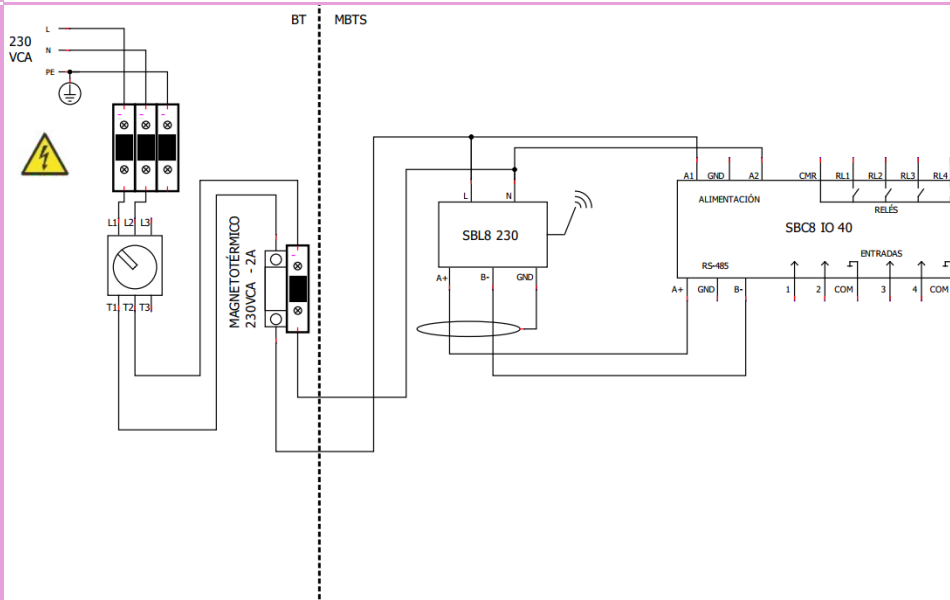 BT
MBTS
230
VCA
L
N
PE
L1
L2
L3
T1
T2
T3
MAGNETOTÉRMICO
230VCA - 2A
L
N
SBL8 230
A+
B-
GND
A1
GND
A2
CMR
RL1
RL2
RL3
RL4
ALIMENTACIÓN
RELÉS
SBC8 IO 40
RS-485
ENTRADAS
A+
GND
B-
1
2
COM
3
4
COM